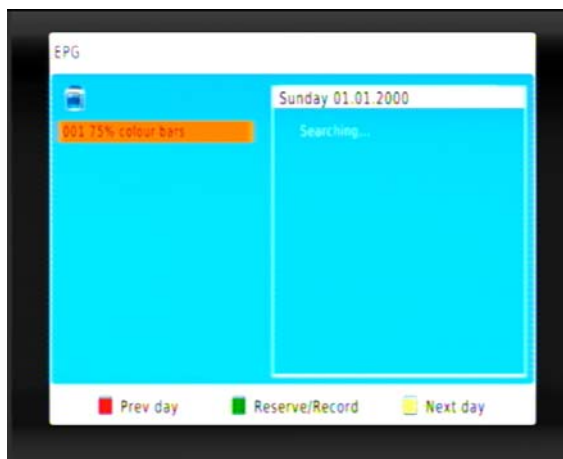 EPG
Sunday 01.01.2000
001 75% colour bars
Searching...
Prev day
Reserve/Record
Next day